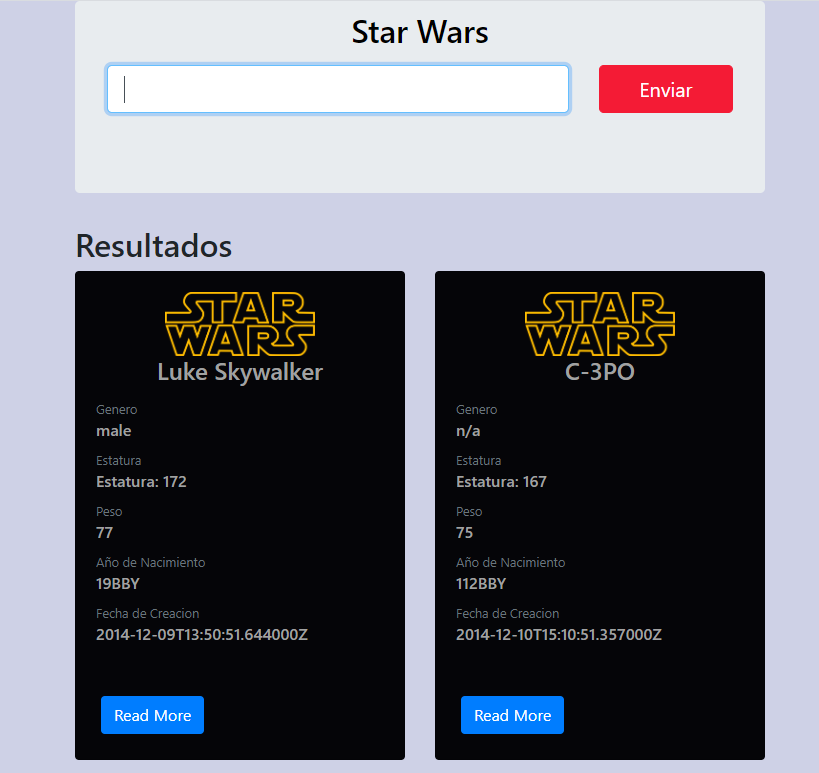 Star Wars
Enviar
Resultados
STAR
WARS
Luke Skywalker
Genero
male
Estatura
Estatura: 172
Peso
77
Año de Nacimiento
19BBY
Fecha de Creacion
2014-12-09T13:50:51.644000Z
Read More
STAR
WARS
C-3PO
Genero
n/a
Estatura
Estatura: 167
Peso
75
Año de Nacimiento
112BBY
Fecha de Creacion
2014-12-10T15:10:51.357000Z
Read More